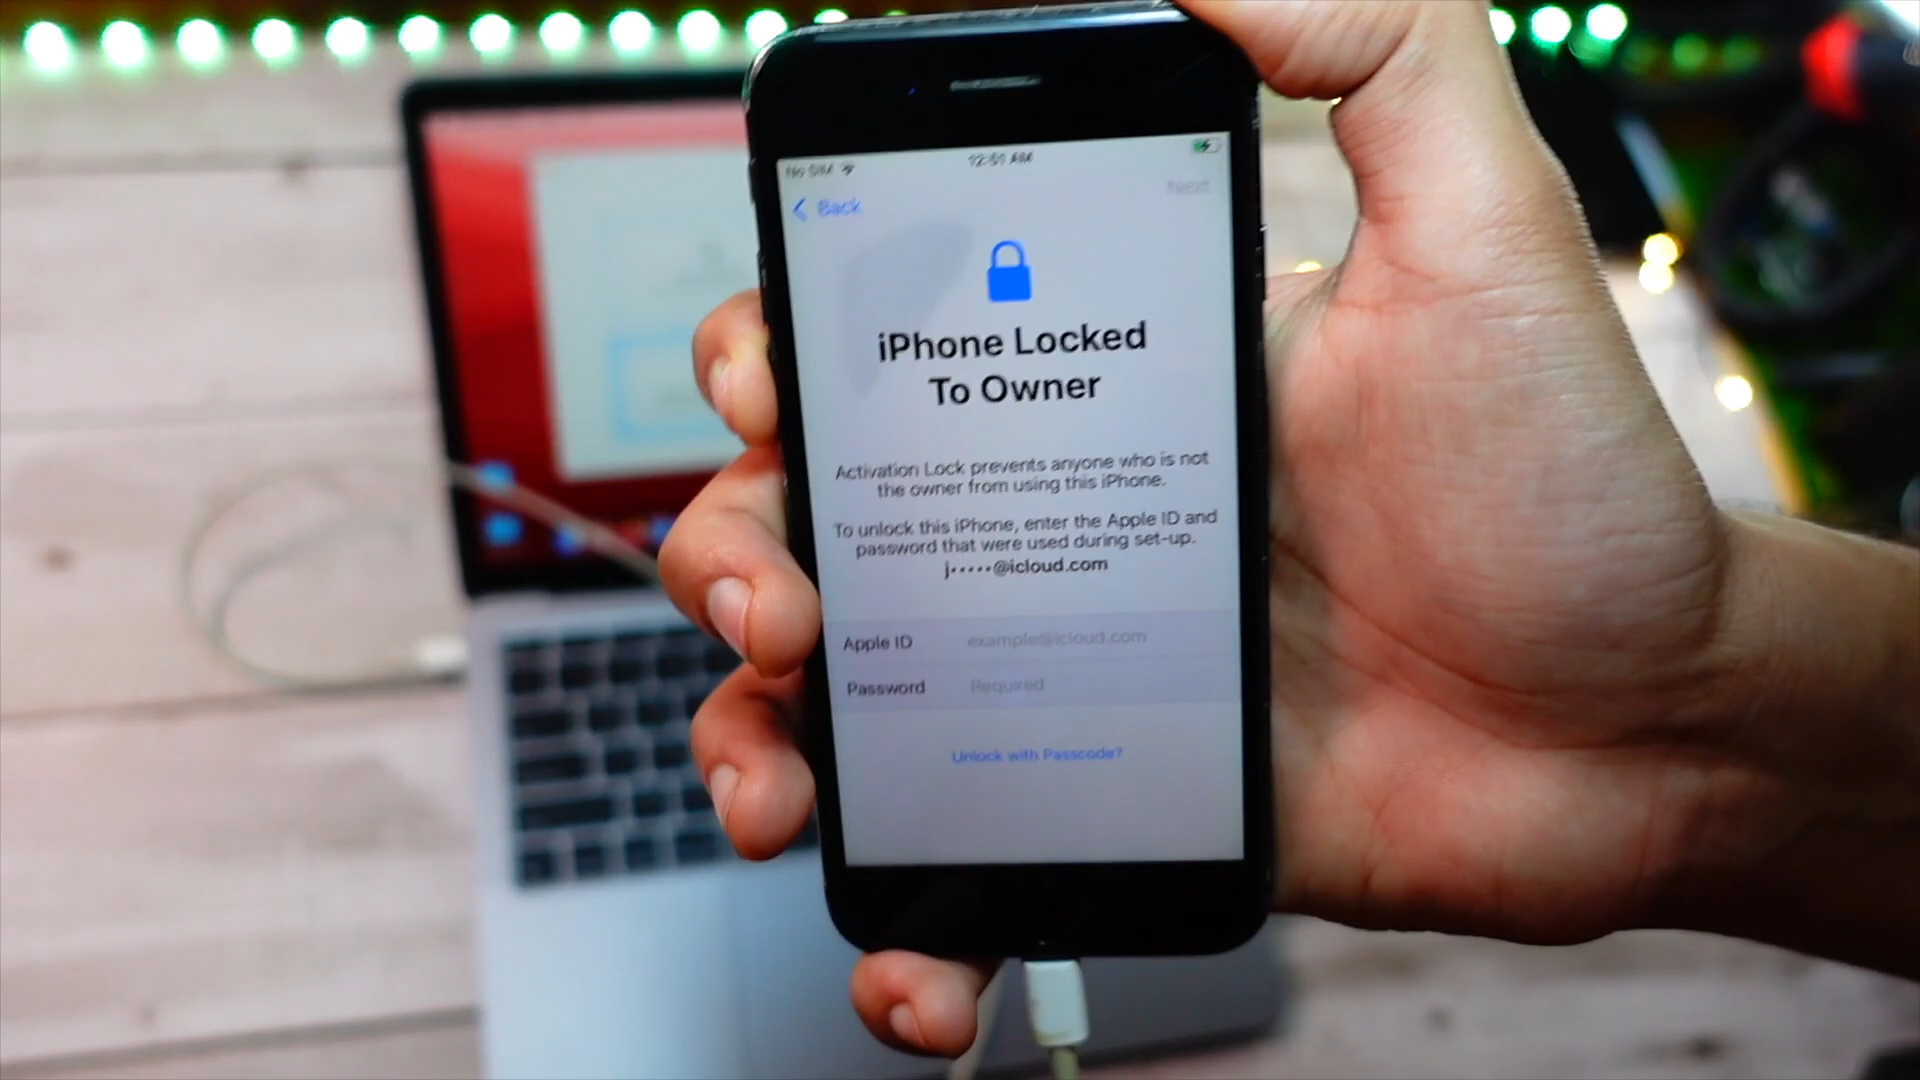 No SIM
12:51 AM
Back
Next
iPhone Locked
To Owner
Activation Lock prevents anyone who is not
the owner from using this iPhone.
To unlock this iPhone, enter the Apple ID and
password that were used during set-up.
j•••••@icloud.com
Apple ID example@icloud.com
Password Required
Unlock with Passcode?